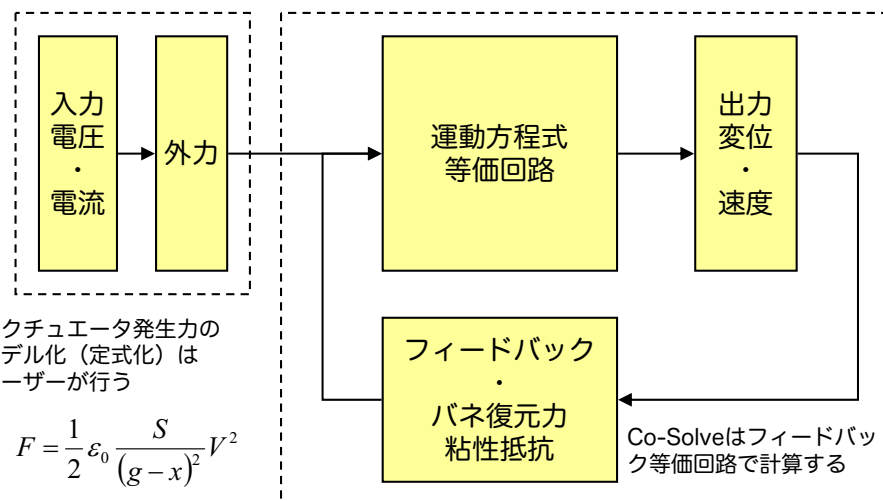 入力
電圧
・
電流
外力
運動方程式
等価回路
出力
変位
・
速度
クチュエータ発生力の
デル化（定式化）は
ーザーが行う
F = \frac{1}{2} ε_0 \frac{S}{(g-x)^2} V^2
フィードバック
・
バネ復元力
粘性抵抗
Co-Solveはフィードバッ
ク等価回路で計算する